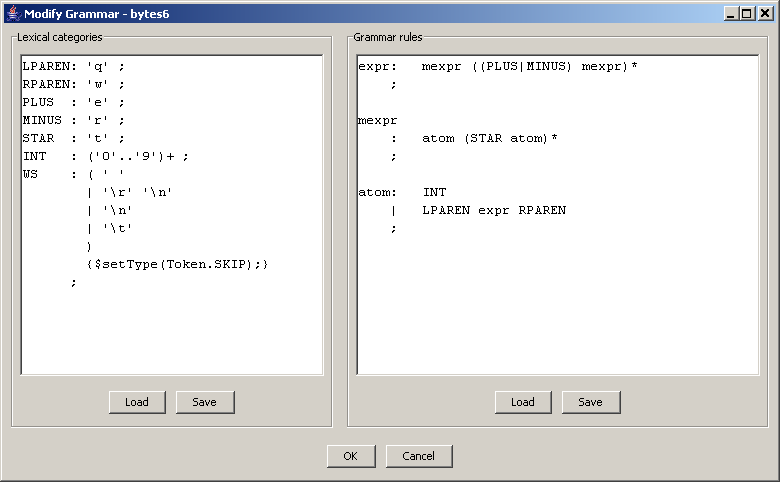 Modify Grammar - bytes6
Lexical categories
LPAREN: 'q' ;
RPAREN: 'w' ;
PLUS  : 'e' ;
MINUS : 'r' ;
STAR  : 't' ;
INT   : ('0'..'9')+ ;
WS    : ( ' '
        | '\r' '\n'
        | '\n'
        | '\t'
        )
        {$setType(Token.SKIP);}
      ;
Load
Save
Grammar rules
expr:   mexpr ((PLUS|MINUS) mexpr)*
    ;
mexpr
    :   atom (STAR atom)*
    ;
atom:   INT
    |   LPAREN expr RPAREN
    ;
Load
Save
OK
Cancel